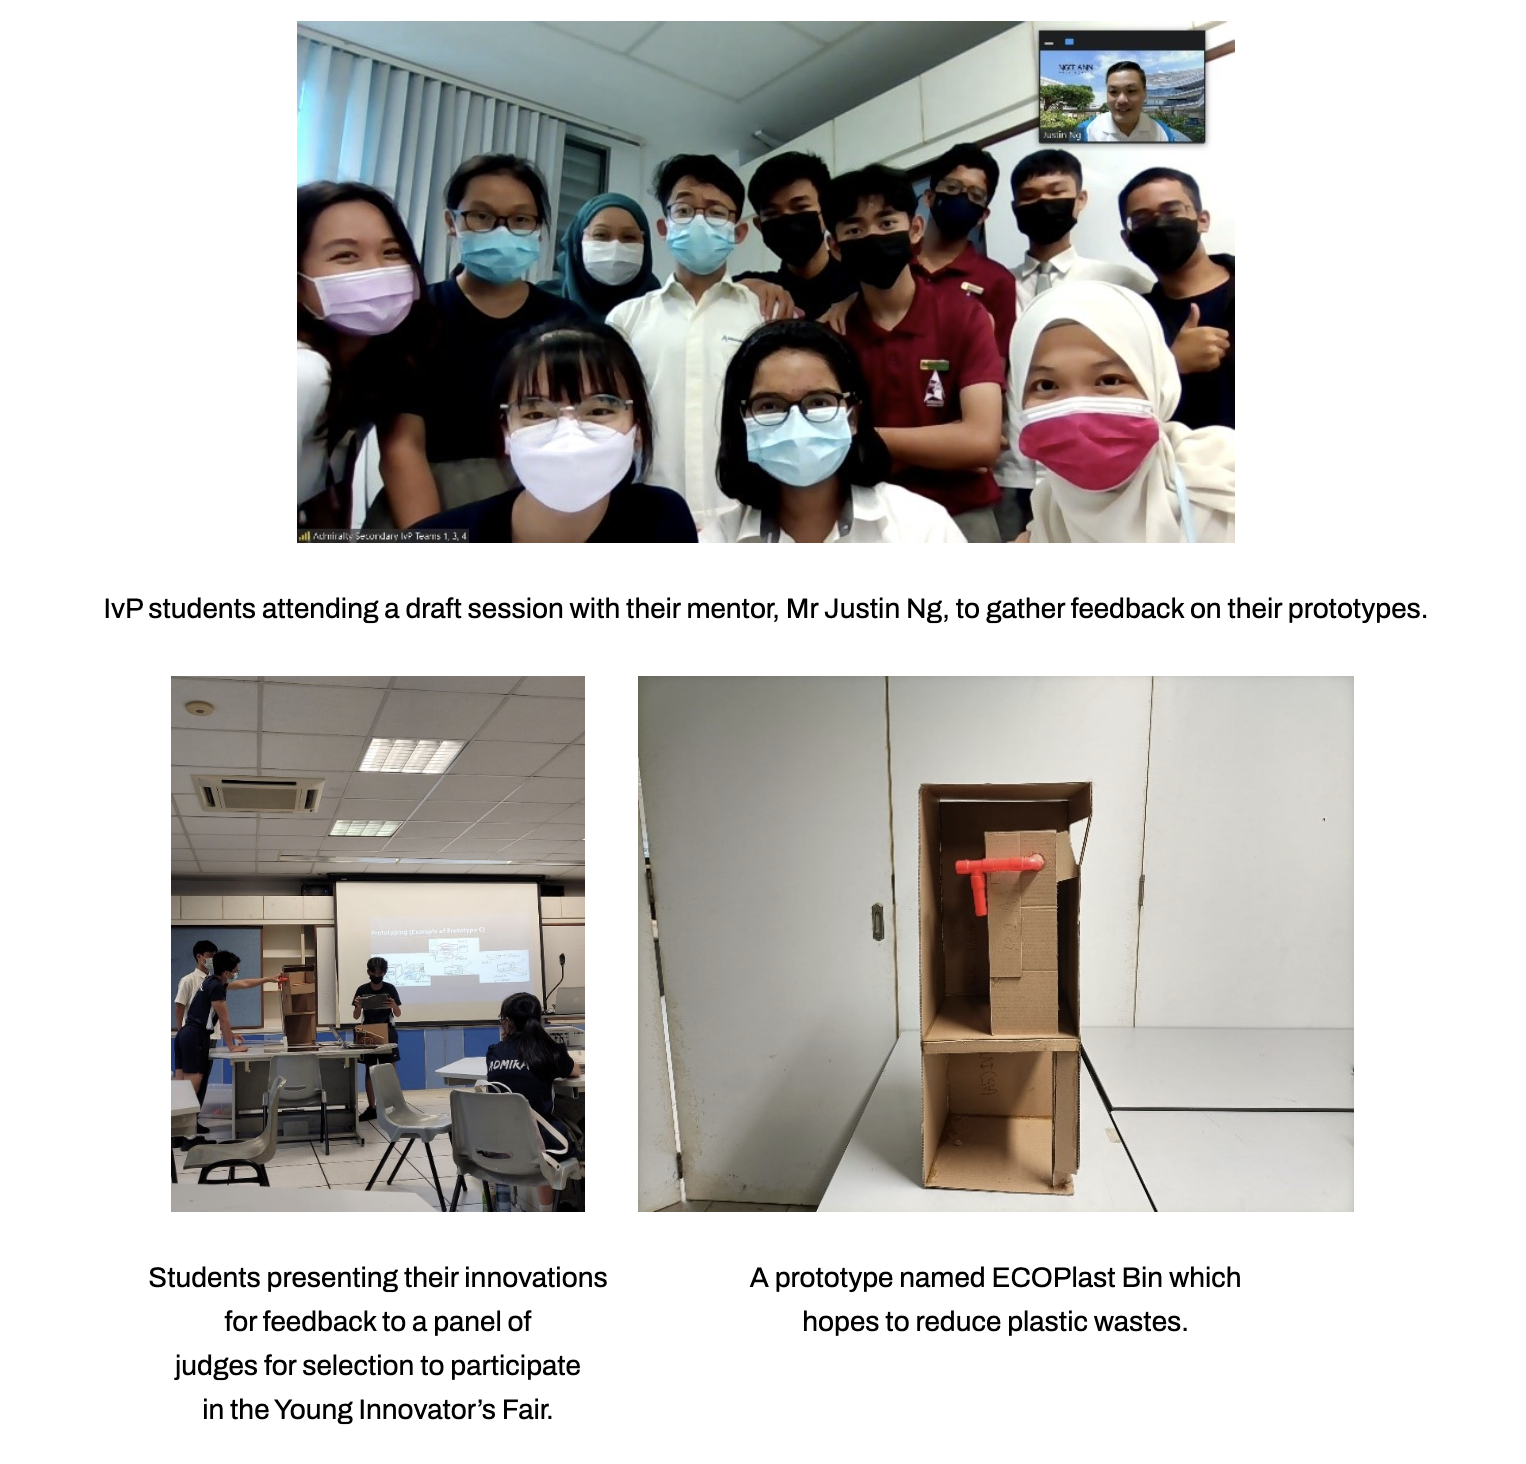 NGEE ANN
Justin Ng
Admiralty Secondary IvP Teams 1, 3, 4
IvP students attending a draft session with their mentor, Mr Justin Ng, to gather feedback on their prototypes.
Prototyping (Example of Prototype C)
ADMIRA
Students presenting their innovations
for feedback to a panel of
judges for selection to participate
in the Young Innovator’s Fair.
A prototype named ECOPlast Bin which
hopes to reduce plastic wastes.